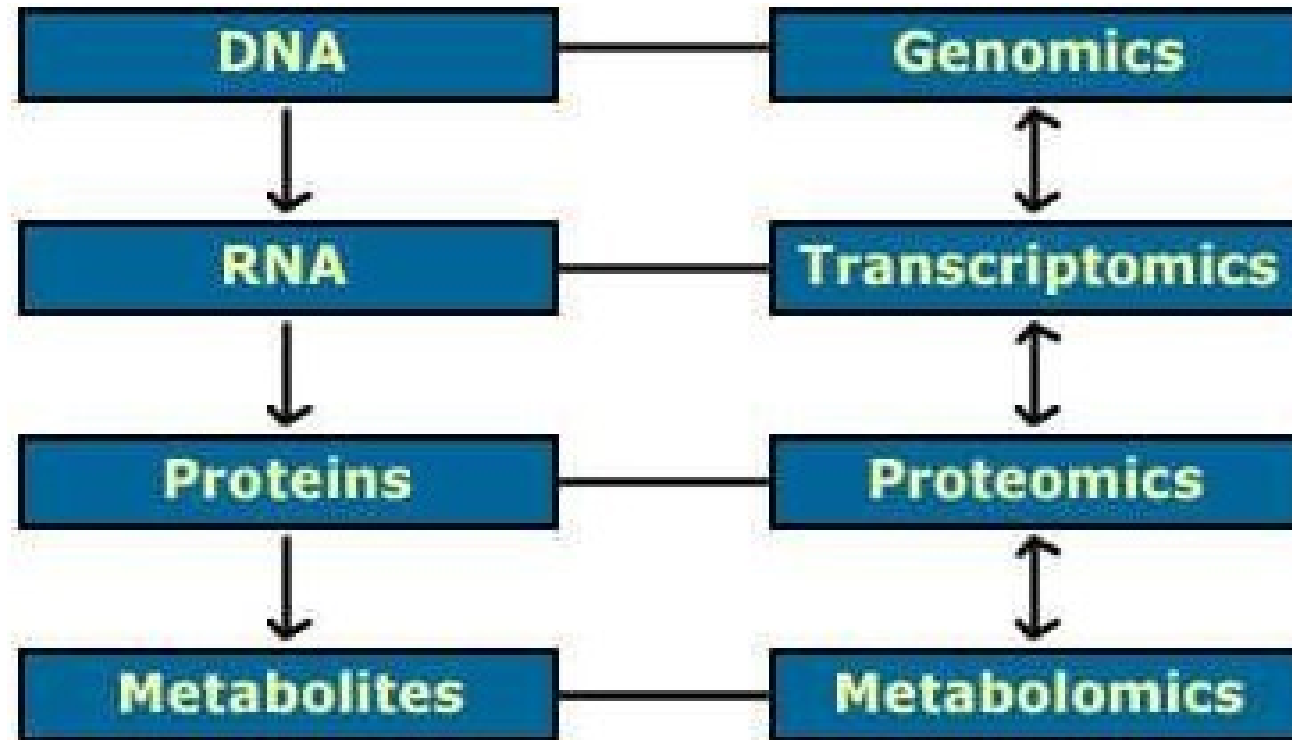 DNA
Genomics
RNA
Transcriptomics
Proteins
Proteomics
Metabolites
Metabolomics